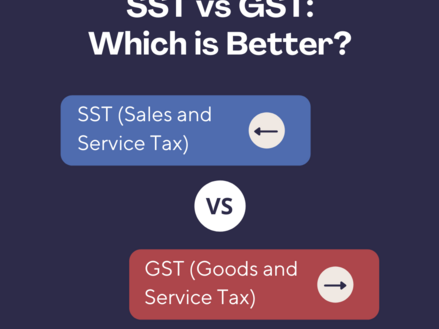 SST vs GST:
Which is Better?
SST (Sales and
Service Tax)
VS
GST (Goods and
Service Tax)